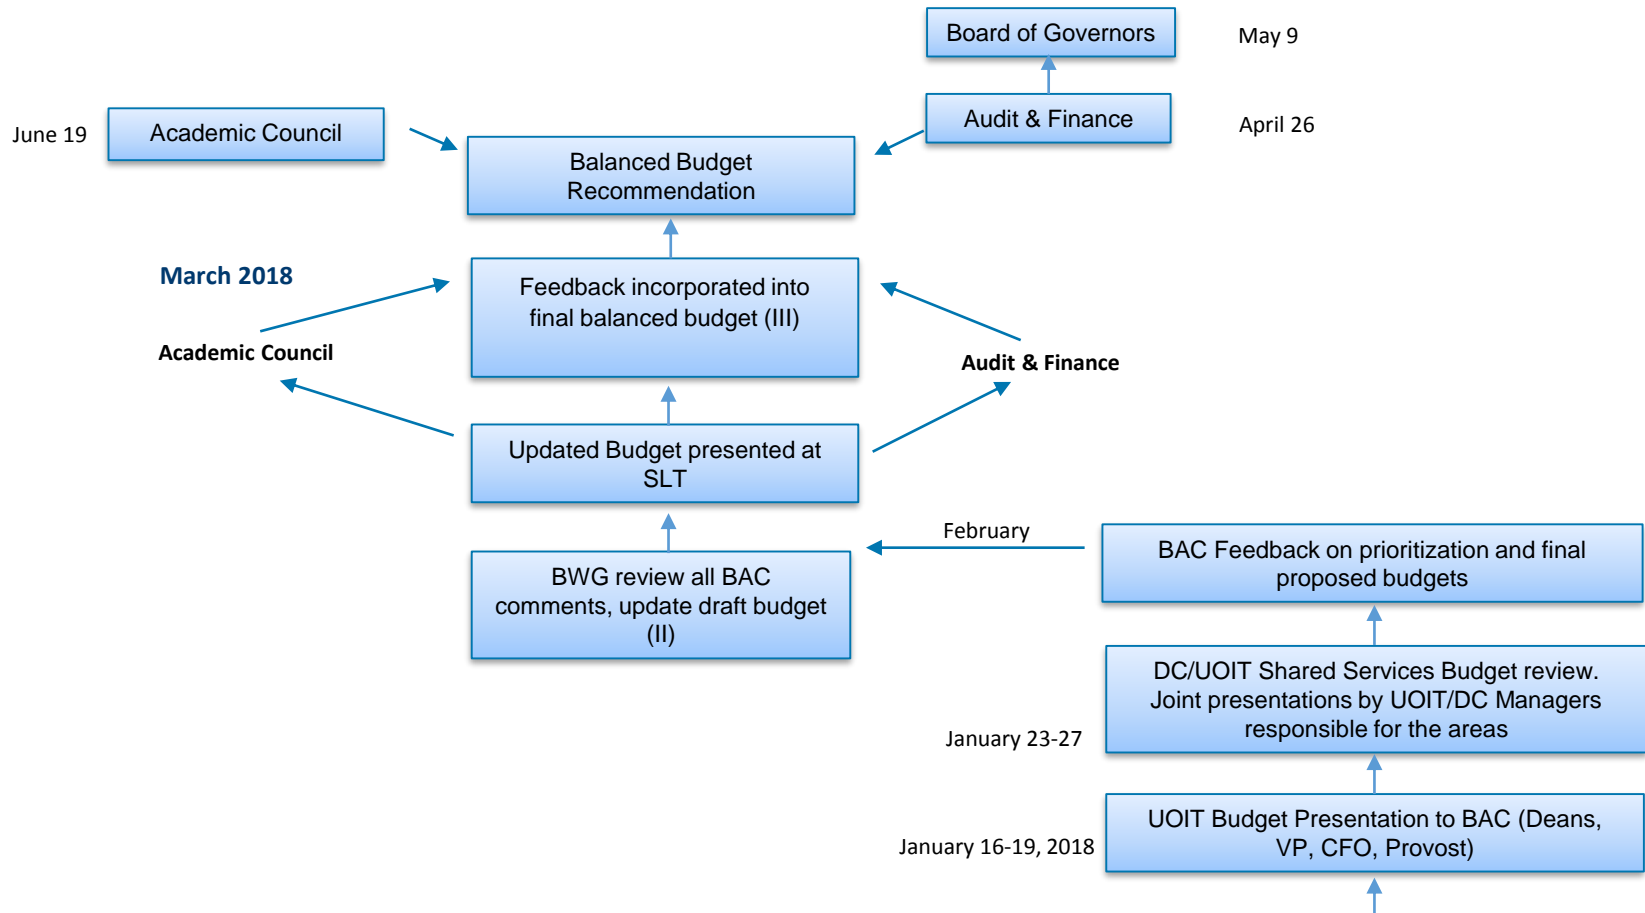 Board of Governors
May 9
June 19
Academic Council
Audit & Finance
April 26
Balanced Budget
Recommendation
March 2018
Feedback incorporated into
final balanced budget (III)
Academic Council
Audit & Finance
Updated Budget presented at
SLT
February
BAC Feedback on prioritization and final
proposed budgets
BWG review all BAC
comments, update draft budget
(II)
DC/UOIT Shared Services Budget review.
Joint presentations by UOIT/DC Managers
responsible for the areas
January 23-27
UOIT Budget Presentation to BAC (Deans,
VP, CFO, Provost)
January 16-19, 2018